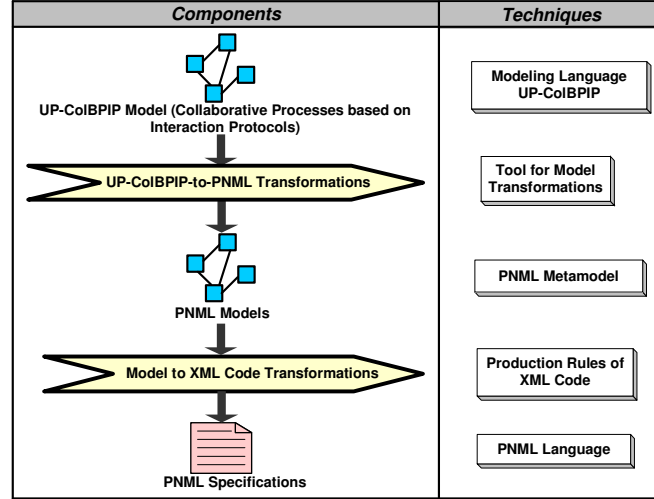 Components
Techniques
UP-ColBPIP Model (Collaborative Processes based on
Interaction Protocols)
Modeling Language
UP-ColBPIP
UP-ColBPIP-to-PNML Transformations
Tool for Model
Transformations
PNML Models
PNML Metamodel
Model to XML Code Transformations
Production Rules of
XML Code
PNML Specifications
PNML Language